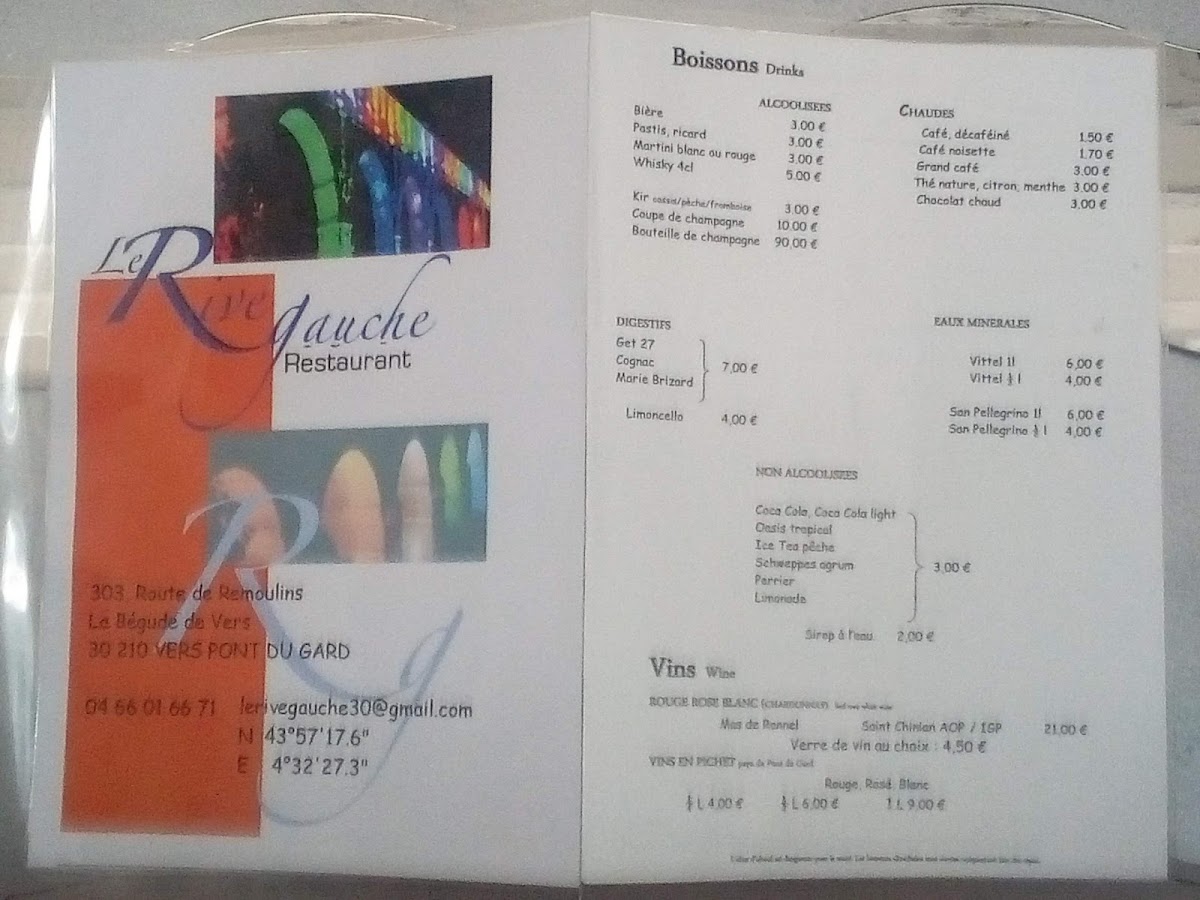 Le Rive gauche
Restaurant
Rg
303, Route de Remoulins
La Bégude de Vers
30 210 VERS PONT DU GARD
04 66 01 66 71 lerivegauche30@gmail.com
N 43°57'17.6"
E 4°32'27.3"
Boissons Drinks
ALCOOLISEES
Bière 3.00 €
Pastis, ricard 3.00 €
Martini blanc ou rouge 3.00 €
Whisky 4cl 5.00 €
Kir cassis/pêche/framboise 3.00 €
Coupe de champagne 10.00 €
Bouteille de champagne 90,00 €
CHAUDES
Café, décaféiné 1.50 €
Café noisette 1.70 €
Grand café 3.00 €
Thé nature, citron, menthe 3.00 €
Chocolat chaud 3,00 €
DIGESTIFS
Get 27
Cognac 7,00 €
Marie Brizard
Limoncello 4,00 €
EAUX MINERALES
Vittel 1l 6,00 €
Vittel ½ l 4,00 €
San Pellegrino 1l 6,00 €
San Pellegrino ½ l 4,00 €
NON ALCOOLISEES
Coca Cola, Coca Cola light
Oasis tropical
Ice Tea pêche
Schweppes agrum 3,00 €
Perrier
Limonade
Sirop à l'eau 2,00 €
Vins Wine
ROUGE ROSE BLANC
Saint Chinian AOP / IGP 21,00 €
Verre de vin au choix : 4,50 €
VINS EN PICHET pays du Pont du Gard
Rouge, Rosé, Blanc
L 4,00 € ½ L 6,00 € 1 L 9,00 €